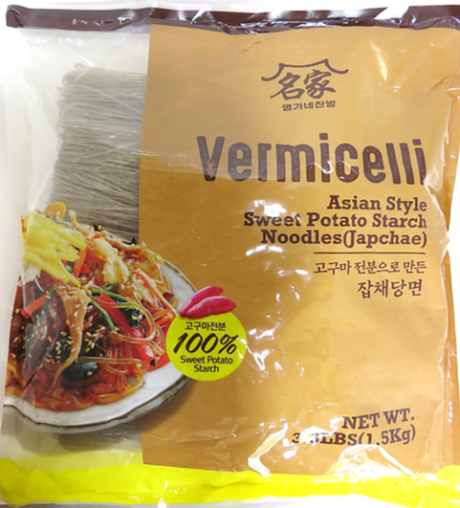 名家
명가네찬방
Vermicelli
Asian Style
Sweet Potato Starch
Noodles(Japchae)
고구마 전분으로 만든
잡채당면
고구마전분
100%
Sweet Potato
Starch
NET WT.
3.3LBS(1.5Kg)